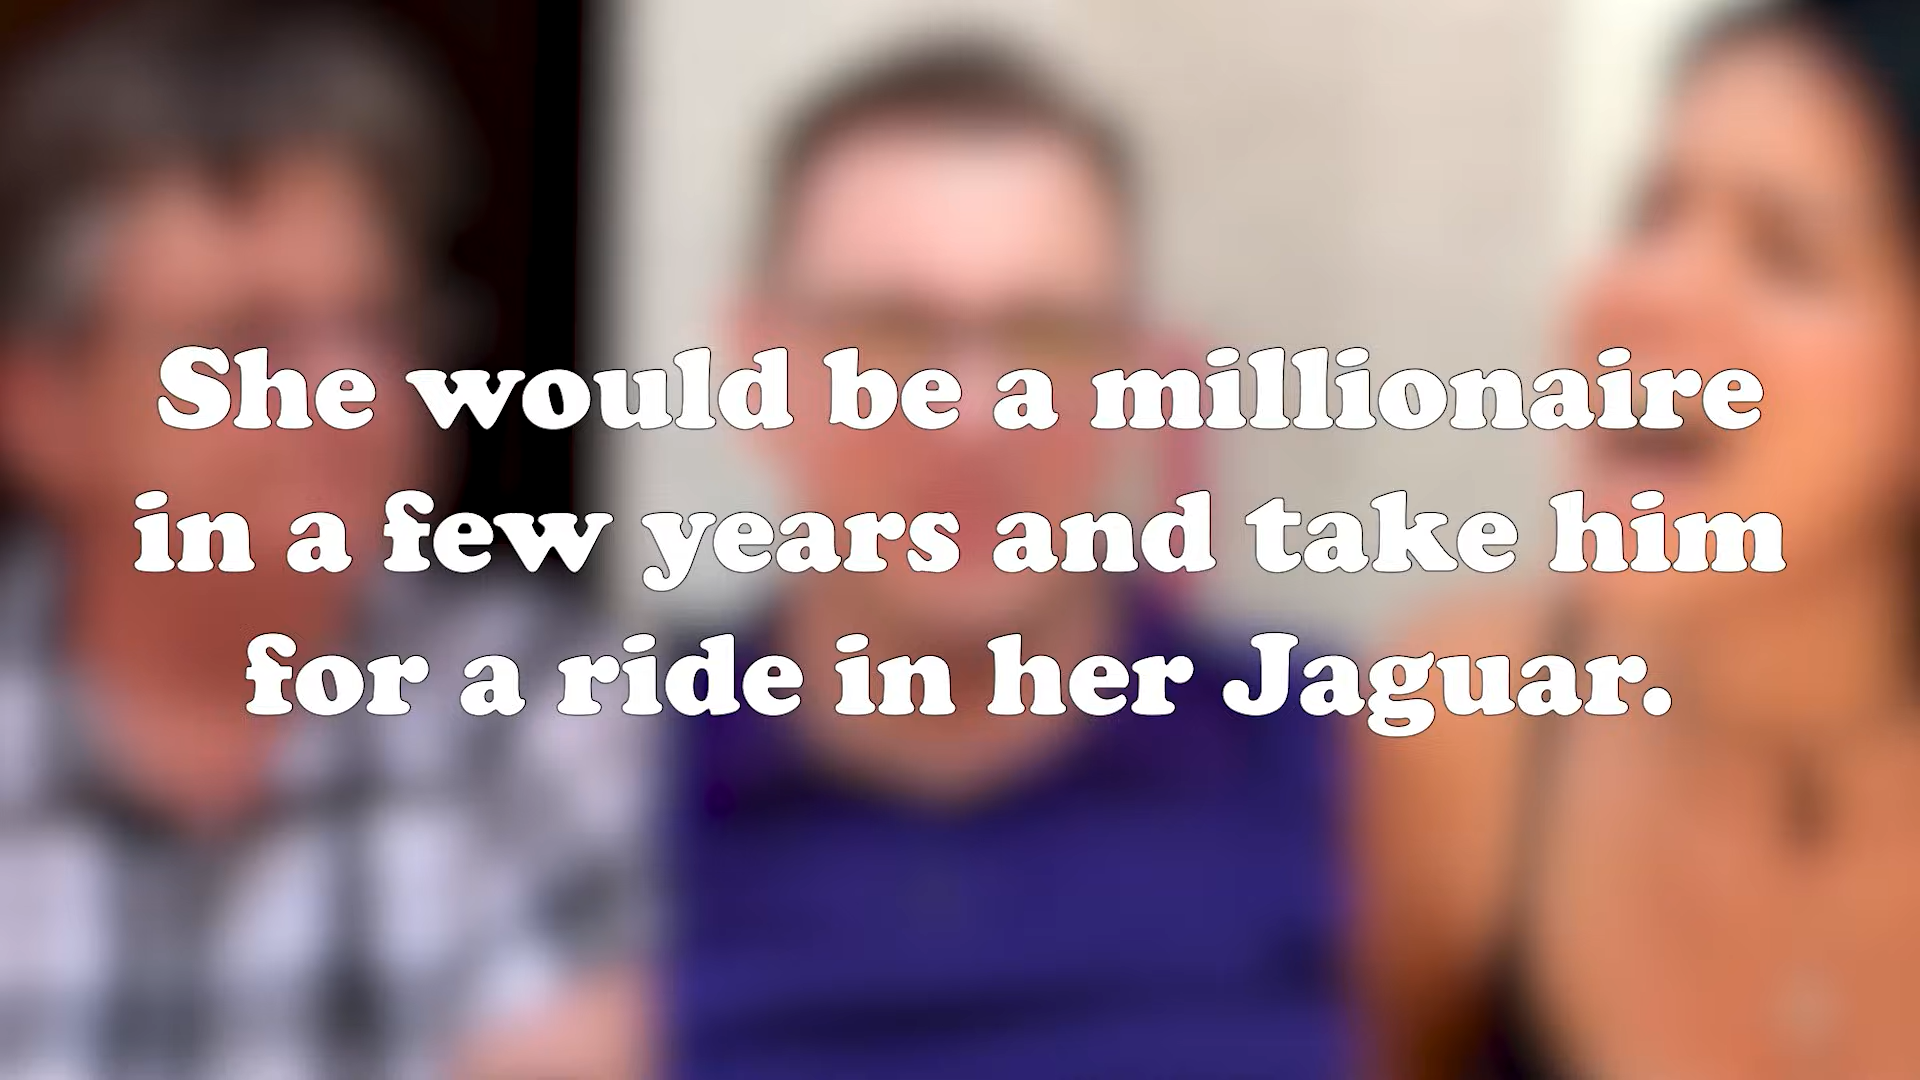 She would be a millionaire
in a few years and take him
for a ride in her Jaguar.